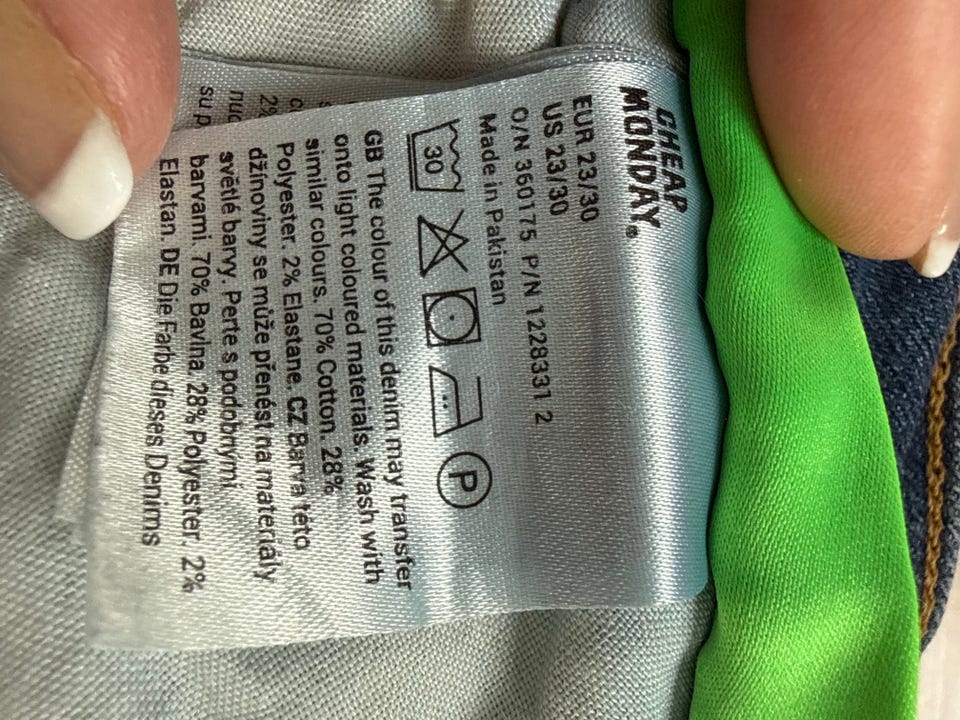 CHEAP
MONDAY®
EUR 23/30
US 23/30
O/N 360175 P/N 1228331 2
Made in Pakistan
30
P
GB The colour of this denim may transfer
onto light coloured materials. Wash with
similar colours. 70% Cotton. 28%
Polyester. 2% Elastane. CZ Barva této
džínoviny se může přenést na materiály
světlé barvy. Perte s podobnými
barvami. 70% Bavlna. 28% Polyester. 2%
Elastan. DE Die Farbe dieses Denims
2%
su